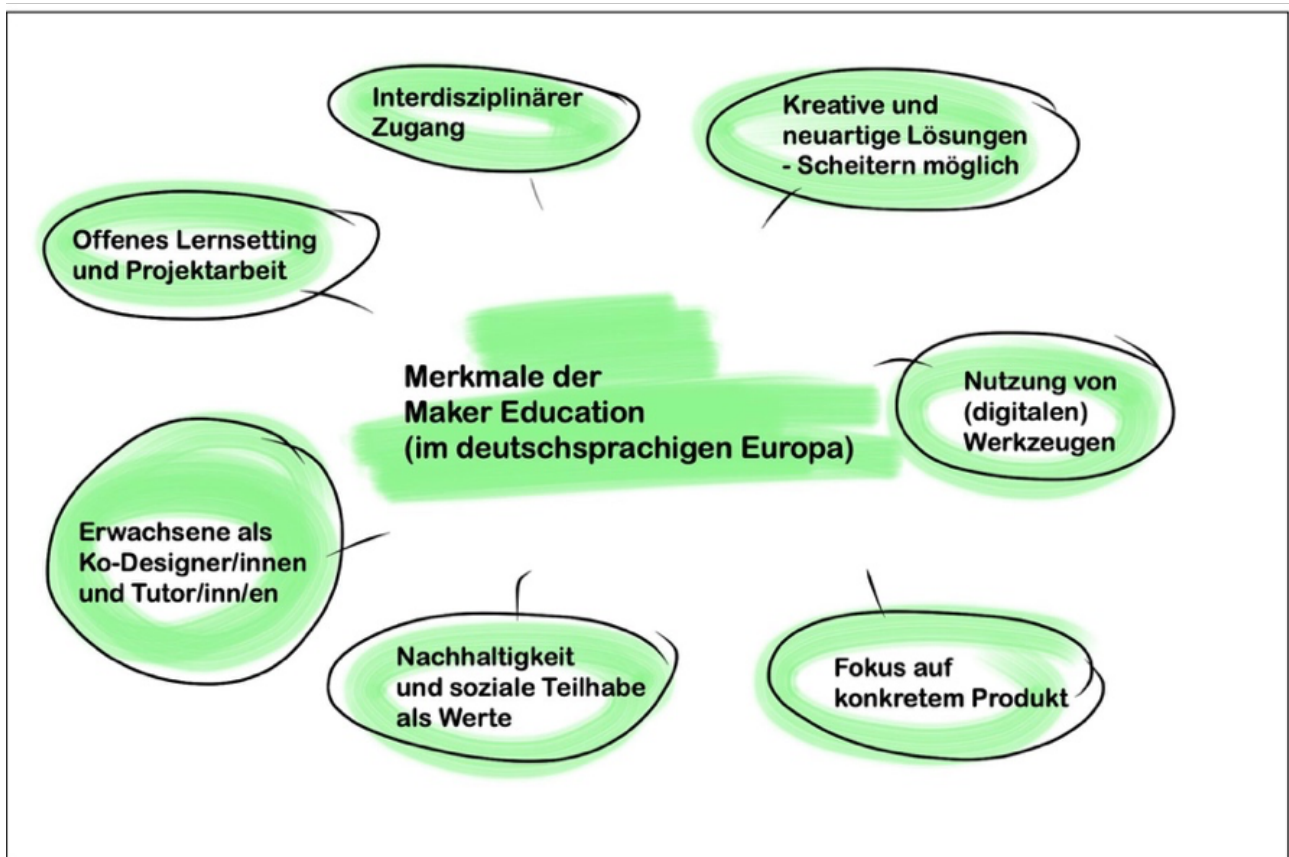 Interdisziplinärer
Zugang
Kreative und
neuartige Lösungen
- Scheitern möglich
Offenes Lernsetting
und Projektarbeit
Merkmale der
Maker Education
(im deutschsprachigen Europa)
Nutzung von
(digitalen)
Werkzeugen
Erwachsene als
Ko-Designer/innen
und Tutor/inn/en
Nachhaltigkeit
und soziale Teilhabe
als Werte
Fokus auf
konkretem Produkt